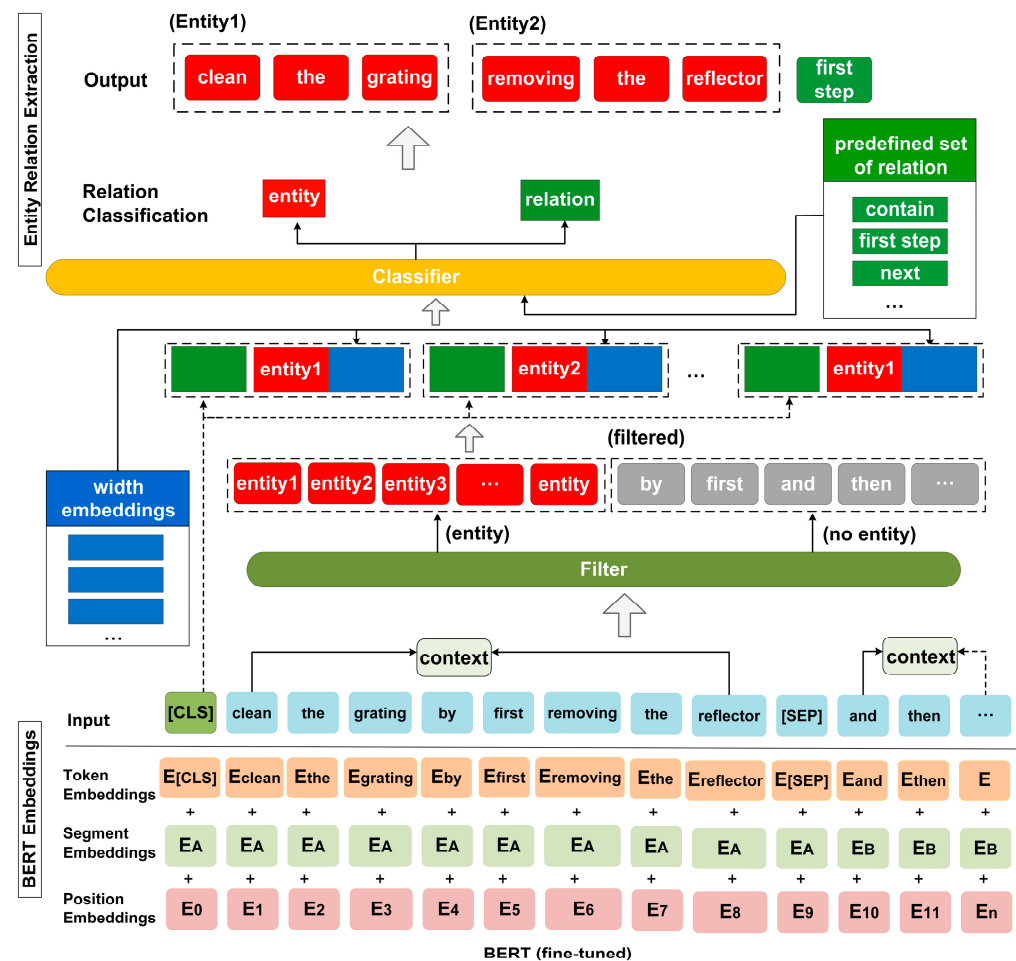 (Entity1)
(Entity2)
Entity Relation Extraction
Output
clean the grating
removing the reflector
first
step
predefined set
of relation
contain
first step
next
...
Relation
Classification
entity
relation
Classifier
entity1
entity2
...
entity1
(filtered)
width
embeddings
...
entity1 entity2 entity3 ... entity
by first and then ...
(entity)
(no entity)
Filter
context
context
Input
[CLS] clean the grating by first removing the reflector [SEP] and then ...
BERT Embeddings
Token
Embeddings
E[CLS] Eclean Ethe Egrating Eby Efirst Eremoving Ethe Ereflector E[SEP] Eand Ethen E
+ + + + + + + + + + + + +
Segment
Embeddings
EA EA EA EA EA EA EA EA EA EA EB EB EB
+ + + + + + + + + + + + +
Position
Embeddings
E0 E1 E2 E3 E4 E5 E6 E7 E8 E9 E10 E11 En
BERT (fine-tuned)